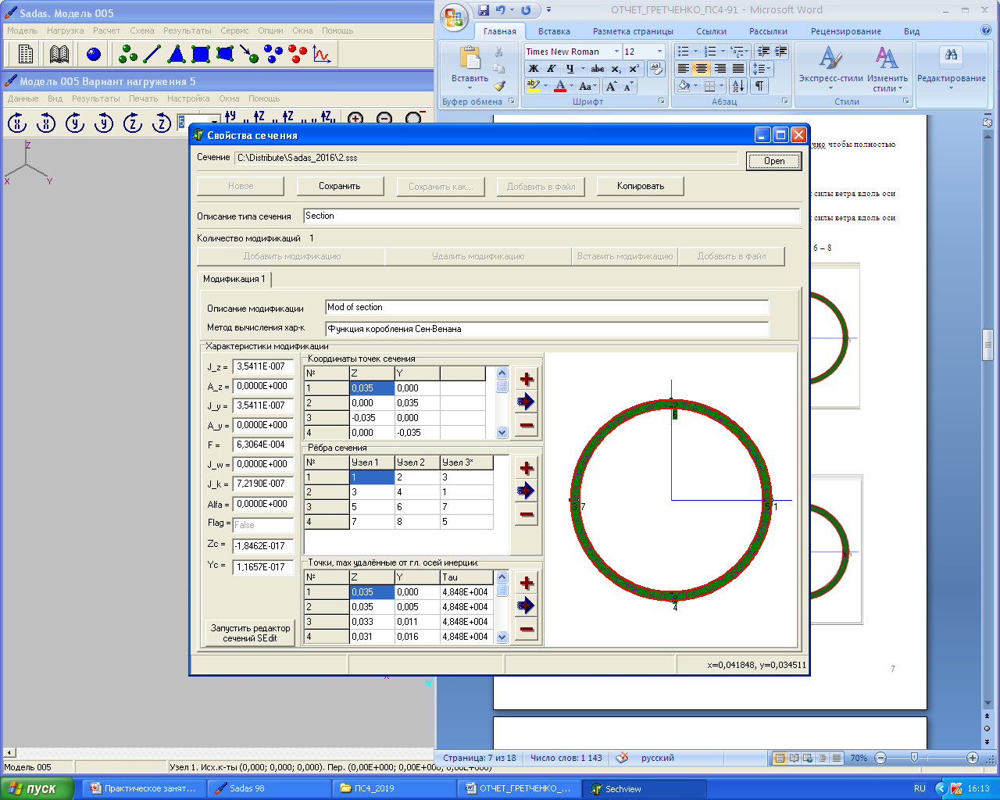 Sadas. Модель 005
Модель Нагрузка Расчет Схема Результаты Сервис Опции Окна Помощь
Модель 005 Вариант нагружения 5
Данные Вид Результаты Печать Настройка Окна Помощь
X X Y Y Z Z 5
Z
X Y
ОТЧЕТ_ГРЕТЧЕНКО_ПС4-91 - Microsoft Word
Главная Вставка Разметка страницы Ссылки Рассылки Рецензирование Вид
Вставить
Буфер обмена
Times New Roman 12
Ж К Ч abc x₂ x²
Шрифт
Абзац
Экспресс-стили
Изменить стили
Стили
Редактирование
чно чтобы полностью
силы ветра вдоль оси
силы ветра вдоль оси
6 – 8
7
Свойства сечения
Сечение C:\Distribute\Sadas_2016\2.sss Open
Новое Сохранить Сохранить как... Добавить в файл Копировать
Описание типа сечения Section
Количество модификаций 1
Добавить модификацию Удалить модификацию Вставить модификацию Добавить в файл
Модификация 1
Описание модификации Mod of section
Метод вычисления хар-к Функция коробления Сен-Венана
Характеристики модификации
J_z = 3,5411E-007
A_z = 0,0000E+000
J_y = 3,5411E-007
A_y = 0,0000E+000
F = 6,3064E-004
J_w = 0,0000E+000
J_k = 7,2190E-007
Alfa = 0,0000E+000
Flag = False
Zc = -1,8462E-017
Yc = 1,1657E-017
Запустить редактор
сечений SEdit
Координаты точек сечения
№ Z Y
1 0,035 0,000
2 0,000 0,035
3 -0,035 0,000
4 0,000 -0,035
Рёбра сечения
№ Узел 1 Узел 2 Узел 3*
1 1 2 3
2 3 4 1
3 5 6 7
4 7 8 5
Точки, max удалённые от гл. осей инерции:
№ Z Y Tau
1 0,035 0,000 4,848E+004
2 0,035 0,005 4,848E+004
3 0,033 0,011 4,848E+004
4 0,031 0,016 4,848E+004
2
6
3 7 5 1
8
4
x=0,041848, y=0,034511
Модель 005 Узел 1. Исх.к-ты (0,000; 0,000; 0,000). Пер. (0,00E+000; 0,00E+000; 0,00E+000)
Страница: 7 из 18 Число слов: 1 143 русский 70%
пуск Практическое занят... Sadas 98 ПС4_2019 ОТЧЕТ_ГРЕТЧЕНКО_... Sechview RU 16:13